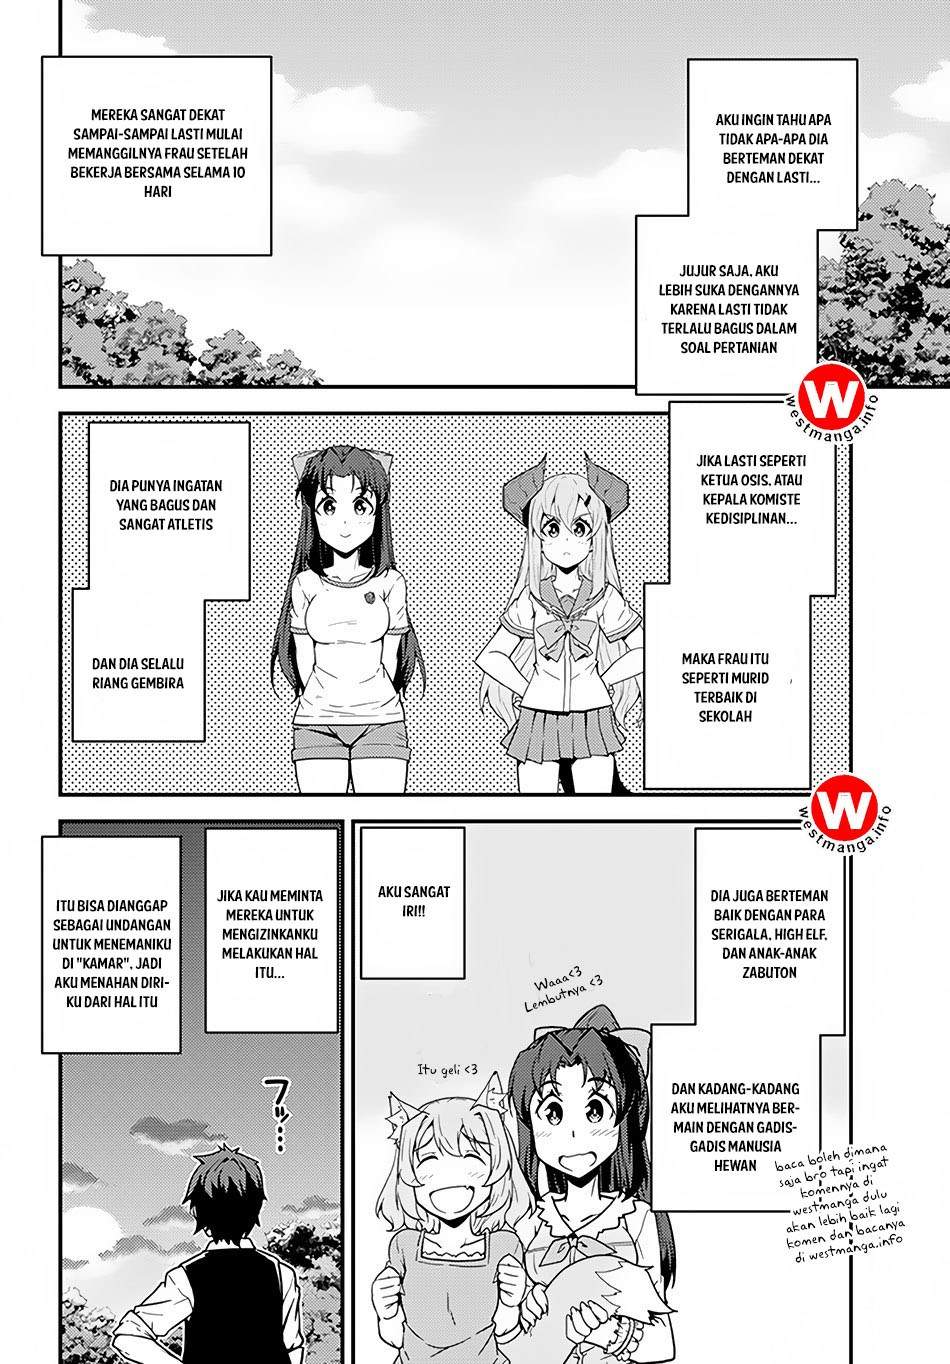 AKU INGIN TAHU APA
TIDAK APA-APA DIA
BERTEMAN DEKAT
DENGAN LASTI...
JUJUR SAJA, AKU
LEBIH SUKA DENGANNYA
KARENA LASTI TIDAK
TERLALU BAGUS DALAM
SOAL PERTANIAN
MEREKA SANGAT DEKAT
SAMPAI-SAMPAI LASTI MULAI
MEMANGGILNYA FRAU SETELAH
BEKERJA BERSAMA SELAMA 10
HARI
W
westmanga.info
JIKA LASTI SEPERTI
KETUA OSIS, ATAU
KEPALA KOMISTE
KEDISIPLINAN...
MAKA FRAU ITU
SEPERTI MURID
TERBAIK DI
SEKOLAH
DIA PUNYA INGATAN
YANG BAGUS DAN
SANGAT ATLETIS
DAN DIA SELALU
RIANG GEMBIRA
W
westmanga.info
DIA JUGA BERTEMAN
BAIK DENGAN PARA
SERIGALA, HIGH ELF,
DAN ANAK-ANAK
ZABUTON
DAN KADANG-KADANG
AKU MELIHATNYA BER-
MAIN DENGAN GADIS-
GADIS MANUSIA
HEWAN
baca boleh dimana
saja bro tapi ingat
komennya di
westmanga dulu
akan lebih baik lagi
komen dan bacanya
di westmanga.info
AKU SANGAT
IRI!!
Waaa<3
Lembutnya <3
Itu geli <3
JIKA KAU MEMINTA
MEREKA UNTUK
MENGIZINKANKU
MELAKUKAN HAL
ITU...
ITU BISA DIANGGAP
SEBAGAI UNDANGAN
UNTUK MENEMANIKU
DI "KAMAR", JADI
AKU MENAHAN DIRI-
KU DARI HAL ITU
フッ…